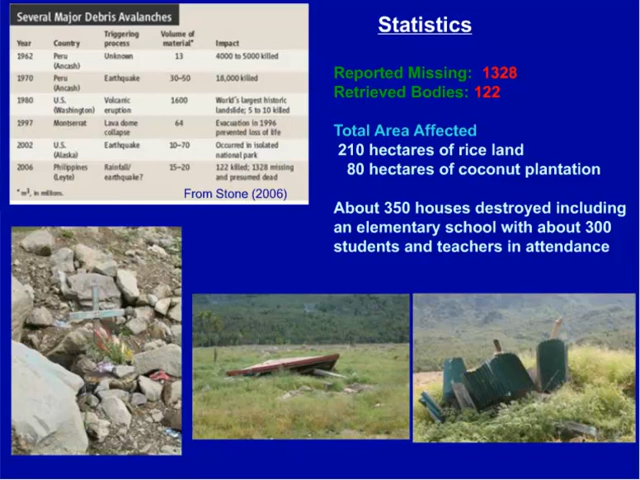 Several Major Debris Avalanches
Year Country Triggering process Volume of material* Impact
1962 Peru (Ancash) Unknown 13 4000 to 5000 killed
1970 Peru (Ancash) Earthquake 30–50 18,000 killed
1980 U.S. (Washington) Volcanic eruption 1600 World's largest historic landslide; 5 to 10 killed
1997 Montserrat Lava dome collapse 64 Evacuation in 1996 prevented loss of life
2002 U.S. (Alaska) Earthquake 10–70 Occurred in isolated national park
2006 Philippines (Leyte) Rainfall/ earthquake? 15–20 122 killed; 1328 missing and presumed dead
* m³, in millions.
From Stone (2006)
Statistics
Reported Missing: 1328
Retrieved Bodies: 122
Total Area Affected
210 hectares of rice land
80 hectares of coconut plantation
About 350 houses destroyed including
an elementary school with about 300
students and teachers in attendance